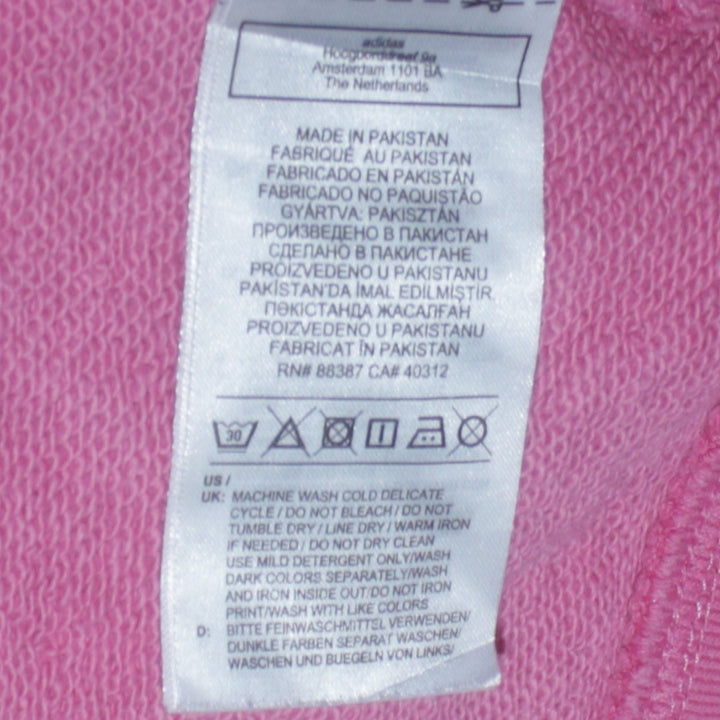 adidas
Hoogoorddreef 9a
Amsterdam 1101 BA
The Netherlands
MADE IN PAKISTAN
FABRIQUÉ AU PAKISTAN
FABRICADO EN PAKISTÁN
FABRICADO NO PAQUISTÃO
GYÁRTVA: PAKISZTÁN
ПРОИЗВЕДЕНО В ПАКИСТАН
СДЕЛАНО В ПАКИСТАНЕ
PROIZVEDENO U PAKISTANU
PAKİSTAN'DA İMAL EDİLMİŞTİR.
ПӘКІСТАНДА ЖАСАЛҒАН
PROIZVEDENO U PAKISTANU
FABRICAT ÎN PAKISTAN
RN# 88387 CA# 40312
30
US /
UK: MACHINE WASH COLD DELICATE
CYCLE / DO NOT BLEACH / DO NOT
TUMBLE DRY / LINE DRY / WARM IRON
IF NEEDED / DO NOT DRY CLEAN
USE MILD DETERGENT ONLY/WASH
DARK COLORS SEPARATELY/WASH
AND IRON INSIDE OUT/DO NOT IRON
PRINT/WASH WITH LIKE COLORS
D: BITTE FEINWASCHMITTEL VERWENDEN/
DUNKLE FARBEN SEPARAT WASCHEN/
WASCHEN UND BUEGELN VON LINKS/